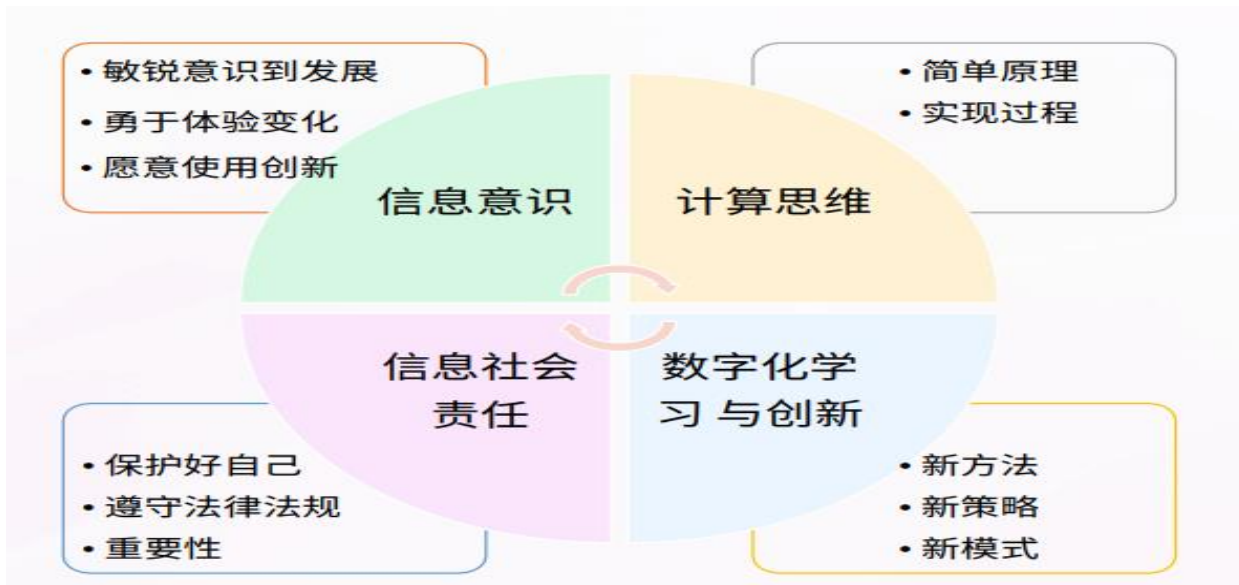 • 敏锐意识到发展
• 勇于体验变化
• 愿意使用创新
信息意识
• 简单原理
• 实现过程
计算思维
信息社会
责任
• 保护好自己
• 遵守法律法规
• 重要性
数字化学
习 与创新
• 新方法
• 新策略
• 新模式